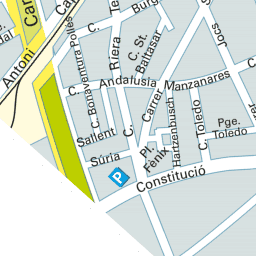 Antoni
Burg
C. St.
Baltasar
Riera
C. Bonaventura Pollés
Jocs
C. Andalusia
Manzanares
Carrer
Hartzenbusch
C. Toledo
Pge.
Toledo
Sallent
Súria
C.
Pl.
Fènix
Constitució
P